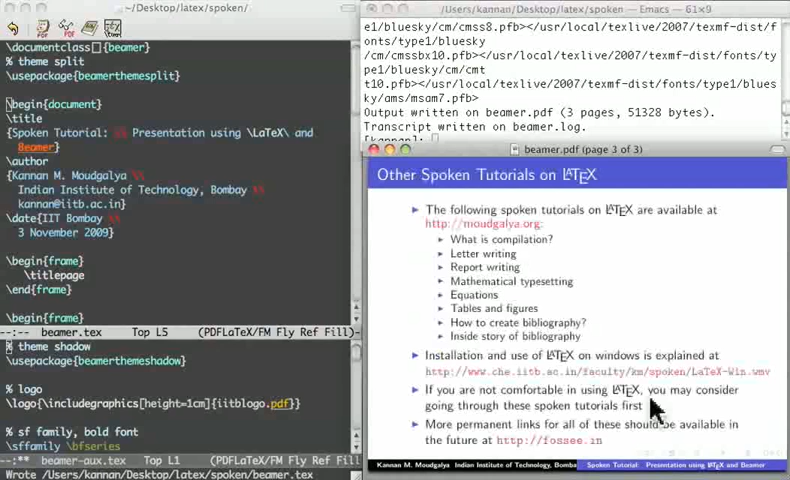 ~/Desktop/latex/spoken/
\documentclass[]{beamer}
% theme split
\usepackage{beamerthemesplit}
\begin{document}
\title
{Spoken Tutorial: \\ Presentation using \LaTeX\ and
Beamer}
\author
{Kannan M. Moudgalya \\
Indian Institute of Technology, Bombay \\
kannan@iitb.ac.in}
\date{IIT Bombay \\
3 November 2009}
\begin{frame}
\titlepage
\end{frame}
\begin{frame}
--:-- beamer.tex Top L5 (PDFLaTeX/FM Fly Ref Fill)-
% theme shadow
\usepackage{beamerthemeshadow}
% logo
\logo{\includegraphics[height=1cm]{iitblogo.pdf}}
% sf family, bold font
\sffamily \bfseries
--:** beamer-aux.tex Top L1 (PDFLaTeX/FM Fly Ref Fill)
Wrote /Users/kannan/Desktop/latex/spoken/beamer.tex
/Users/kannan/Desktop/latex/spoken — 61×9
e1/bluesky/cm/cmss8.pfb></usr/local/texlive/2007/texmf-dist/f
onts/type1/bluesky
/cm/cmssbx10.pfb></usr/local/texlive/2007/texmf-dist/fonts/ty
pe1/bluesky/cm/cmt
t10.pfb></usr/local/texlive/2007/texmf-dist/fonts/type1/blues
ky/ams/msam7.pfb>
Output written on beamer.pdf (3 pages, 51328 bytes).
Transcript written on beamer.log.
beamer.pdf (page 3 of 3)
Other Spoken Tutorials on LATEX
The following spoken tutorials on LATEX are available at
http://moudgalya.org:
What is compilation?
Letter writing
Report writing
Mathematical typesetting
Equations
Tables and figures
How to create bibliography?
Inside story of bibliography
Installation and use of LATEX on windows is explained at
http://www.che.iitb.ac.in/faculty/km/spoken/LaTeX-Win.wmv
If you are not comfortable in using LATEX, you may consider
going through these spoken tutorials first
More permanent links for all of these should be available in
the future at http://fossee.in
Kannan M. Moudgalya Indian Institute of Technology, Bomba Spoken Tutorial: Presentation using LATEX and Beamer